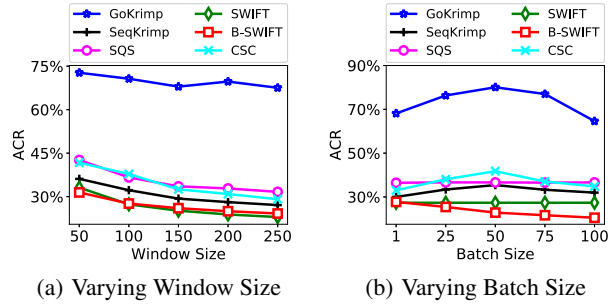 GoKrimp SWIFT
SeqKrimp B-SWIFT
SQS CSC
75%
60%
45%
30%
ACR
50 100 150 200 250
Window Size
(a) Varying Window Size
GoKrimp SWIFT
SeqKrimp B-SWIFT
SQS CSC
90%
70%
50%
30%
ACR
1 25 50 75 100
Batch Size
(b) Varying Batch Size